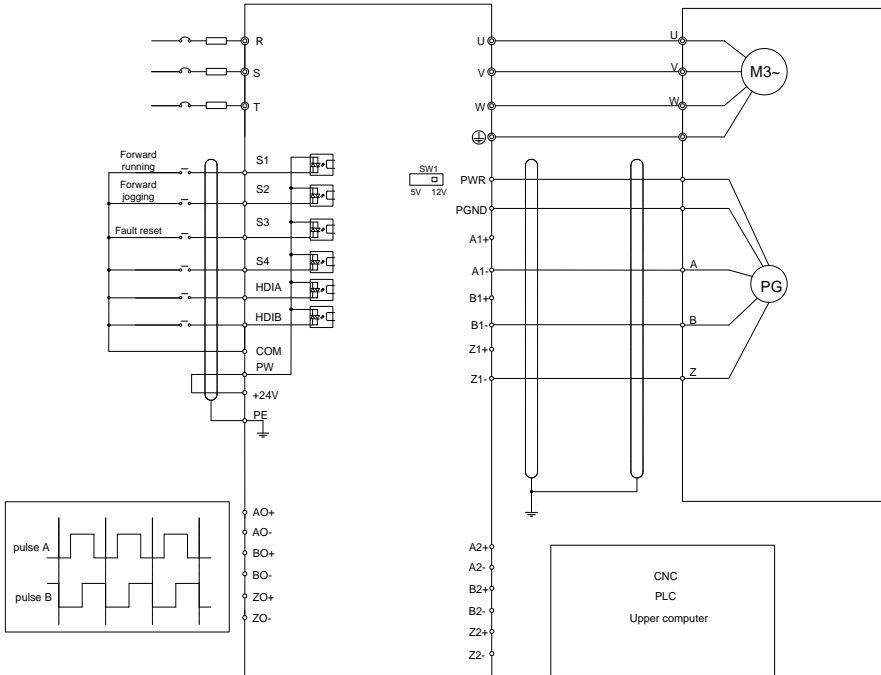 R
S
T
U
V
W
U
V
W
M3~
Forward
running
Forward
jogging
Fault reset
S1
S2
S3
S4
HDIA
HDIB
COM
PW
+24V
PE
SW1
5V 12V
PWR
PGND
A1+
A1-
B1+
B1-
Z1+
Z1-
A
B
Z
PG
pulse A
pulse B
AO+
AO-
BO+
BO-
ZO+
ZO-
A2+
A2-
B2+
B2-
Z2+
Z2-
CNC
PLC
Upper computer